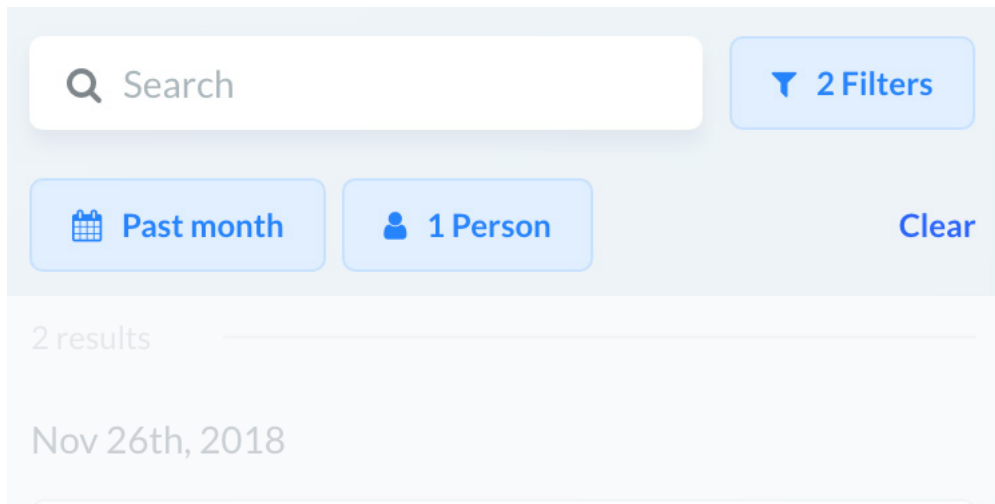 Search
2 Filters
Past month
1 Person
Clear
2 results
Nov 26th, 2018